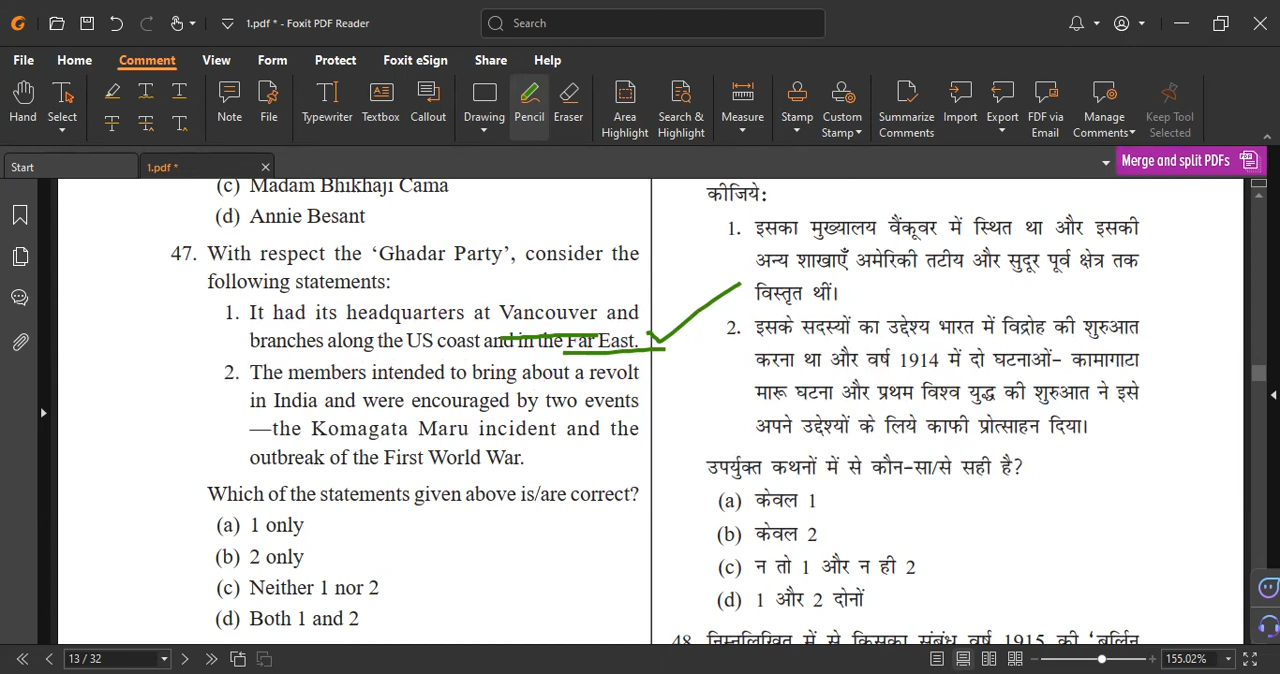 1.pdf * - Foxit PDF Reader
Search
File Home Comment View Form Protect Foxit eSign Share Help
Hand Select Note File Typewriter Textbox Callout Drawing Pencil Eraser Area Highlight Search & Highlight Measure Stamp Custom Stamp Summarize Comments Import Export FDF via Email Manage Comments Keep Tool Selected
Start 1.pdf * Merge and split PDFs
(c) Madam Bhikhaji Cama
(d) Annie Besant
47. With respect the ‘Ghadar Party’, consider the
following statements:
1. It had its headquarters at Vancouver and
branches along the US coast and in the Far East.
2. The members intended to bring about a revolt
in India and were encouraged by two events
—the Komagata Maru incident and the
outbreak of the First World War.
Which of the statements given above is/are correct?
(a) 1 only
(b) 2 only
(c) Neither 1 nor 2
(d) Both 1 and 2
कीजिये:
1. इसका मुख्यालय वैंकूवर में स्थित था और इसकी
अन्य शाखाएँ अमेरिकी तटीय और सुदूर पूर्व क्षेत्र तक
विस्तृत थीं।
2. इसके सदस्यों का उद्देश्य भारत में विद्रोह की शुरुआत
करना था और वर्ष 1914 में दो घटनाओं- कामागाटा
मारू घटना और प्रथम विश्व युद्ध की शुरुआत ने इसे
अपने उद्देश्यों के लिये काफी प्रोत्साहन दिया।
उपर्युक्त कथनों में से कौन-सा/से सही है?
(a) केवल 1
(b) केवल 2
(c) न तो 1 और न ही 2
(d) 1 और 2 दोनों
48. निम्नलिखित में से किसका संबंध वर्ष 1915 की ‘बर्लिन
13 / 32 155.02%